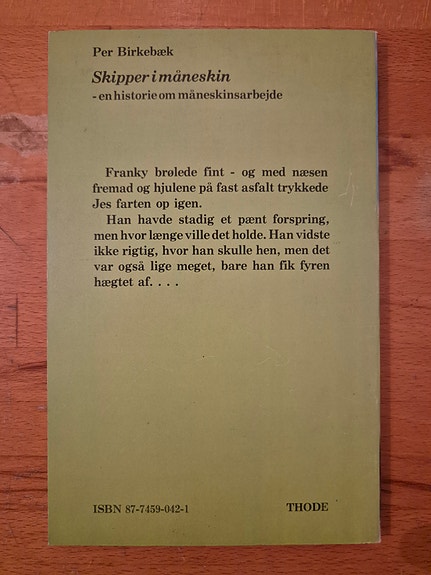 Per Birkebæk
Skipper i måneskin
- en historie om måneskinsarbejde
Franky brølede fint - og med næsen
fremad og hjulene på fast asfalt trykkede
Jes farten op igen.
Han havde stadig et pænt forspring,
men hvor længe ville det holde. Han vidste
ikke rigtig, hvor han skulle hen, men det
var også lige meget, bare han fik fyren
hægtet af. . . .
ISBN 87-7459-042-1
THODE